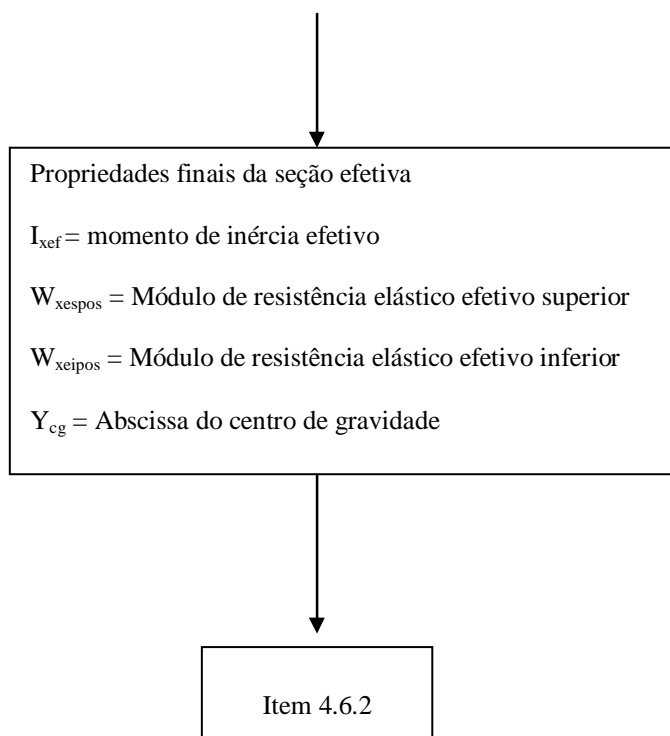 Propriedades finais da seção efetiva
Ixef = momento de inércia efetivo
Wxespos = Módulo de resistência elástico efetivo superior
Wxeipos = Módulo de resistência elástico efetivo inferior
Ycg = Abscissa do centro de gravidade
Item 4.6.2